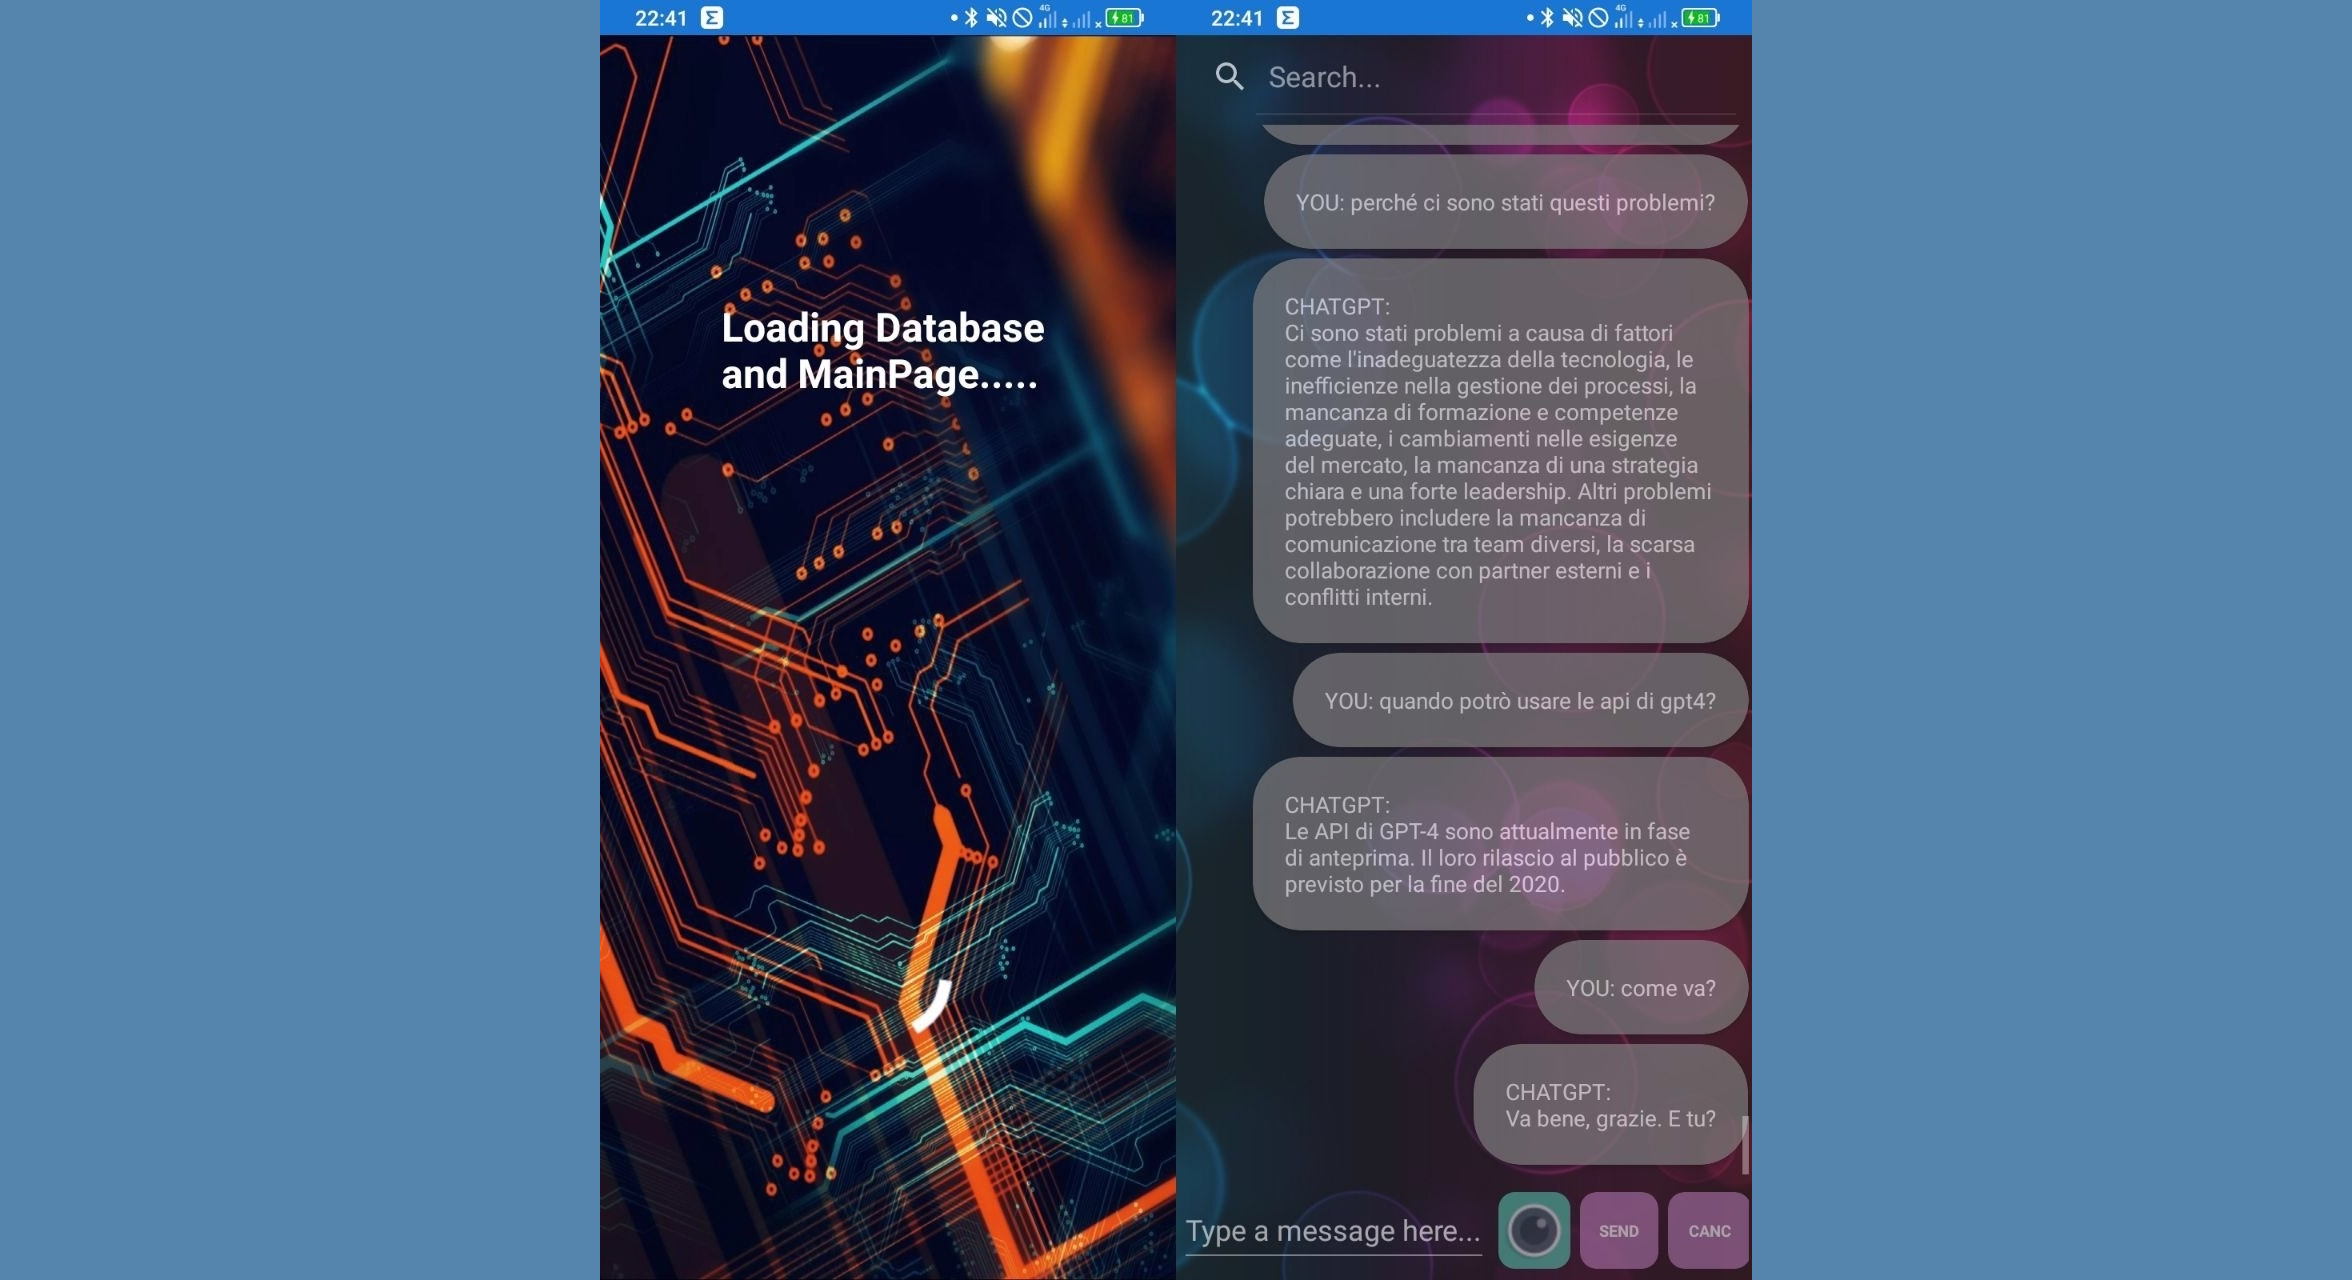 22:41
4G
81
Loading Database
and MainPage.....
22:41
4G
81
Search...
YOU: perché ci sono stati questi problemi?
CHATGPT:
Ci sono stati problemi a causa di fattori
come l'inadeguatezza della tecnologia, le
inefficienze nella gestione dei processi, la
mancanza di formazione e competenze
adeguate, i cambiamenti nelle esigenze
del mercato, la mancanza di una strategia
chiara e una forte leadership. Altri problemi
potrebbero includere la mancanza di
comunicazione tra team diversi, la scarsa
collaborazione con partner esterni e i
conflitti interni.
YOU: quando potrò usare le api di gpt4?
CHATGPT:
Le API di GPT-4 sono attualmente in fase
di anteprima. Il loro rilascio al pubblico è
previsto per la fine del 2020.
YOU: come va?
CHATGPT:
Va bene, grazie. E tu?
Type a message here...
SEND
CANC